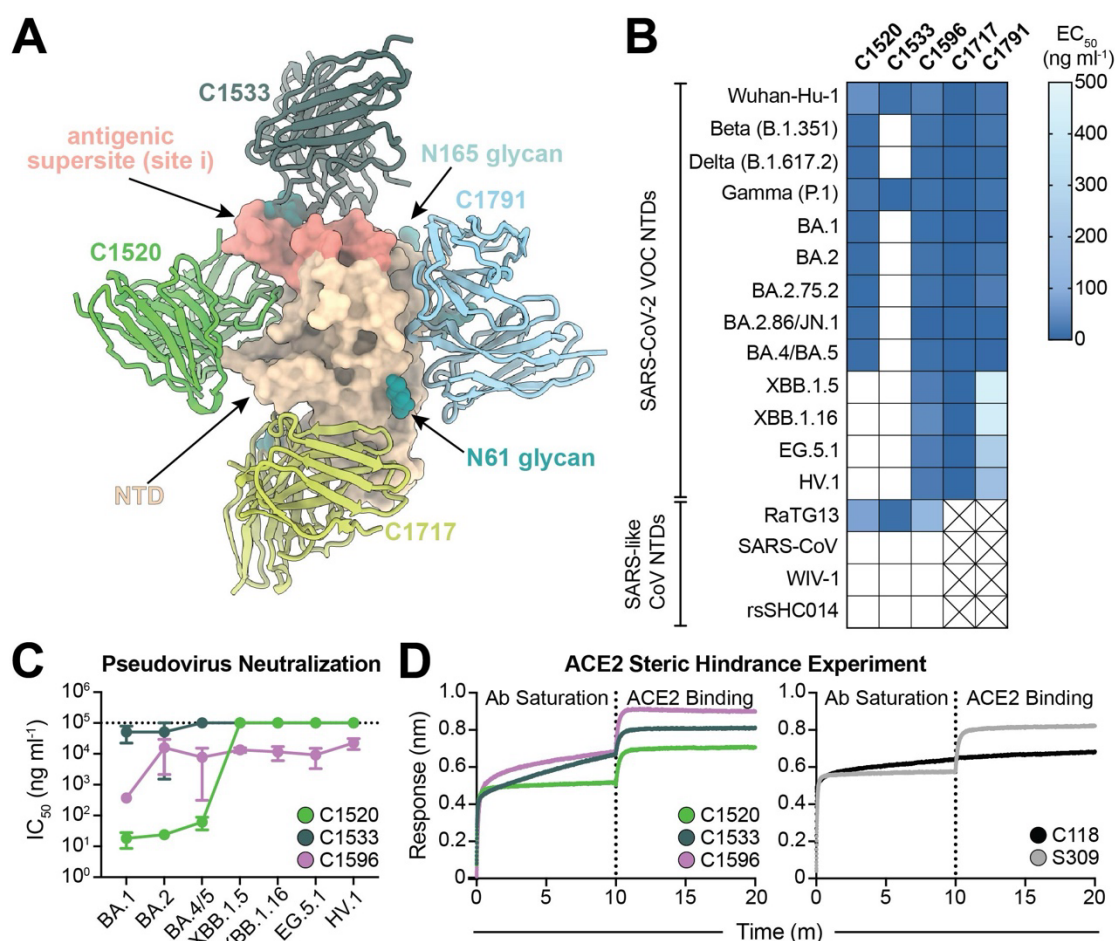 A
C1533
antigenic
supersite (site i)
N165 glycan
C1791
C1520
NTD
N61 glycan
C1717
B
C1520
C1533
C1596
C1717
C1791
EC50
(ng ml-1)
500
400
300
200
100
0
SARS-CoV-2 VOC NTDs
Wuhan-Hu-1
Beta (B.1.351)
Delta (B.1.617.2)
Gamma (P.1)
BA.1
BA.2
BA.2.75.2
BA.2.86/JN.1
BA.4/BA.5
XBB.1.5
XBB.1.16
EG.5.1
HV.1
SARS-like
CoV NTDs
RaTG13
SARS-CoV
WIV-1
rsSHC014
C
Pseudovirus Neutralization
IC50 (ng ml-1)
10^6
10^5
10^4
10^3
10^2
10^1
10^0
C1520
C1533
C1596
BA.1
BA.2
BA.4/5
XBB.1.5
XBB.1.16
EG.5.1
HV.1
D
ACE2 Steric Hindrance Experiment
Response (nm)
1.0
0.8
0.6
0.4
0.2
0
Ab Saturation
ACE2 Binding
C1520
C1533
C1596
0
5
10
15
20
1.0
0.8
0.6
0.4
0.2
0
Ab Saturation
ACE2 Binding
C118
S309
0
5
10
15
20
Time (m)